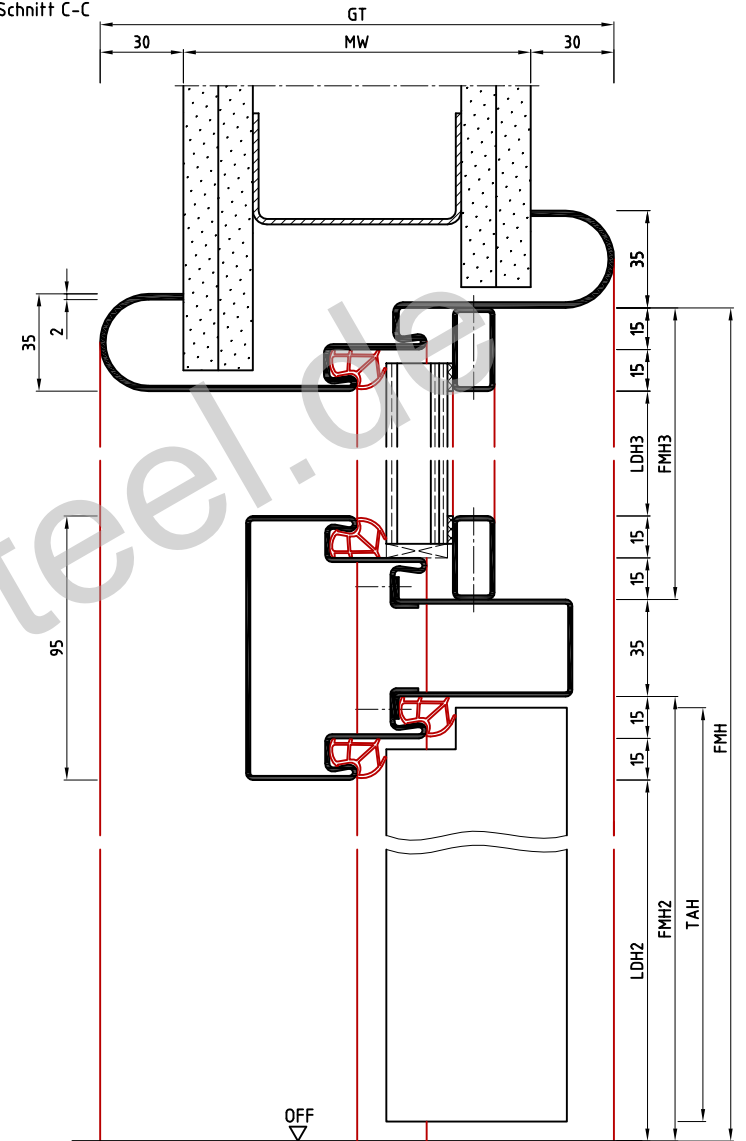 Schnitt C-C
GT
30 MW 30
35
2
35
15
15
LDH3
FMH3
15
15
95
35
15
15
FMH
LDH2
FMH2
TAH
OFF
teel.de